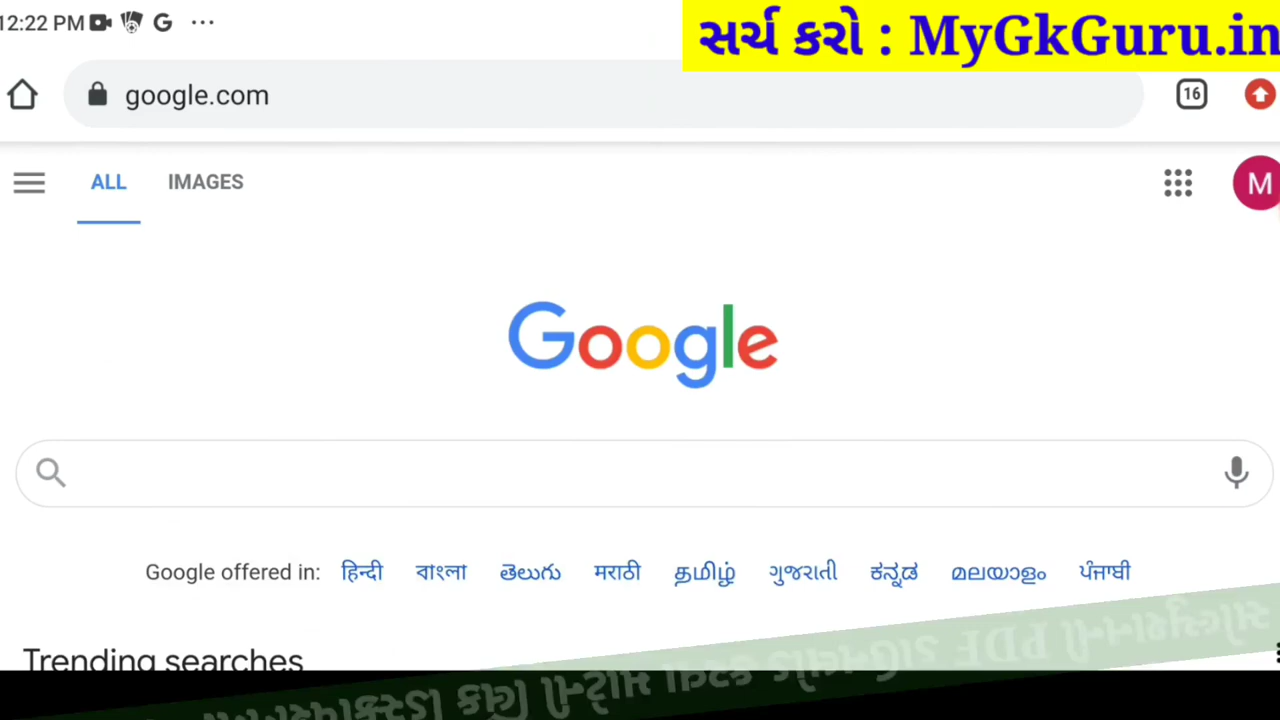 12:22 PM
સર્ચ કરો : MyGkGuru.in
google.com
16
ALL IMAGES
M
Google
Google offered in: हिन्दी বাংলা తెలుగు मराठी தமிழ் ગુજરાતી ಕನ್ನಡ മലയാളം ਪੰਜਾਬੀ
Trending searches